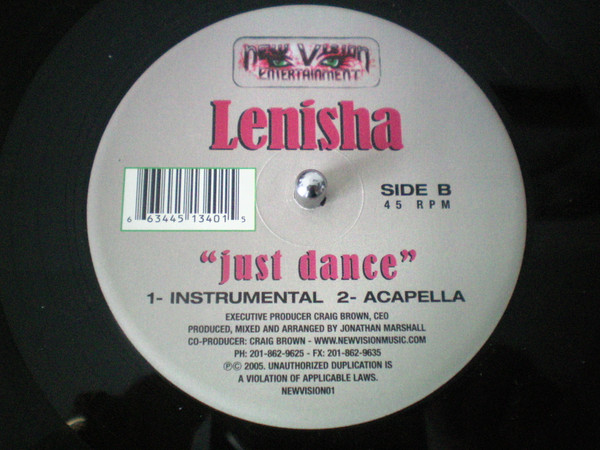 NEW VISION
ENTERTAINMENT
Lenisha
SIDE B
45 RPM
6 63445 13401 5
“just dance”
1- INSTRUMENTAL 2- ACAPELLA
EXECUTIVE PRODUCER CRAIG BROWN, CEO
PRODUCED, MIXED AND ARRANGED BY JONATHAN MARSHALL
CO-PRODUCER: CRAIG BROWN - WWW.NEWVISIONMUSIC.COM
PH: 201-862-9625 - FX: 201-862-9635
℗© 2005. UNAUTHORIZED DUPLICATION IS
A VIOLATION OF APPLICABLE LAWS.
NEWVISION01